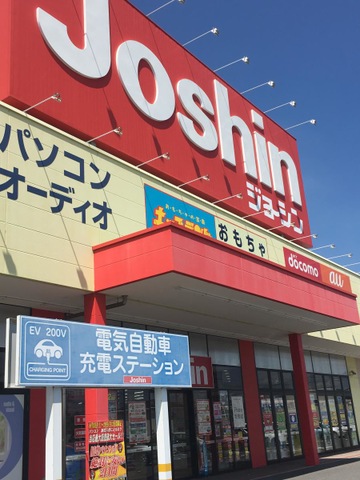 Joshin
ジョーシン
パソコン
オーディオ
おもちゃ
döcomo
au
EV 200V
CHARGING POINT
電気自動車
充電ステーション
Joshin